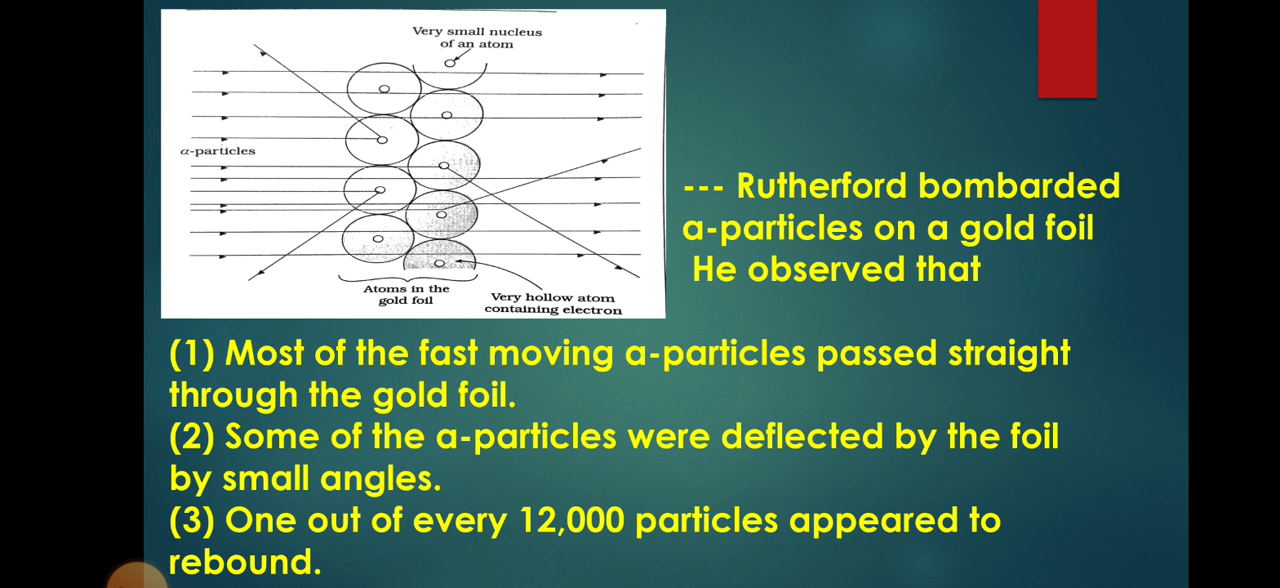 Very small nucleus
of an atom
α-particles
Atoms in the
gold foil
Very hollow atom
containing electron
--- Rutherford bombarded
a-particles on a gold foil
He observed that
(1) Most of the fast moving a-particles passed straight
through the gold foil.
(2) Some of the a-particles were deflected by the foil
by small angles.
(3) One out of every 12,000 particles appeared to
rebound.